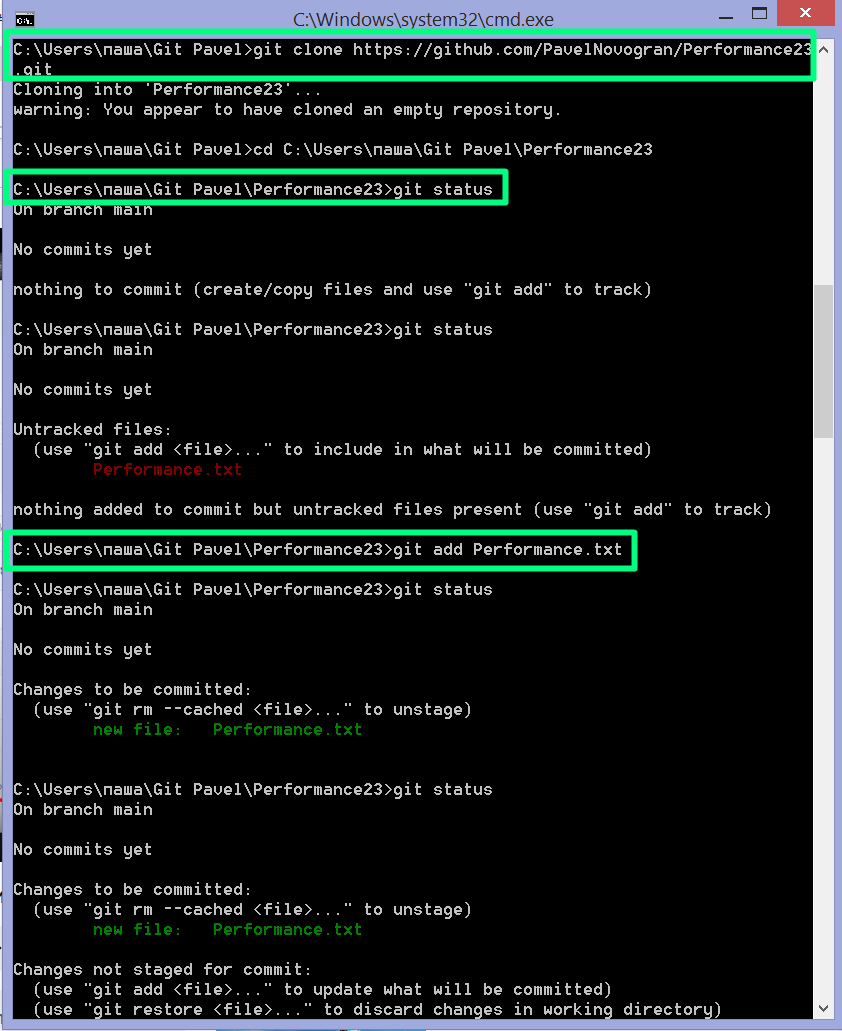 C:\Windows\system32\cmd.exe
C:\Users\паша\Git Pavel>git clone https://github.com/PavelNovogran/Performance23
.git
Cloning into 'Performance23'...
warning: You appear to have cloned an empty repository.
C:\Users\паша\Git Pavel>cd C:\Users\паша\Git Pavel\Performance23
C:\Users\паша\Git Pavel\Performance23>git status
On branch main
No commits yet
nothing to commit (create/copy files and use "git add" to track)
C:\Users\паша\Git Pavel\Performance23>git status
On branch main
No commits yet
Untracked files:
  (use "git add <file>..." to include in what will be committed)
        Performance.txt
nothing added to commit but untracked files present (use "git add" to track)
C:\Users\паша\Git Pavel\Performance23>git add Performance.txt
C:\Users\паша\Git Pavel\Performance23>git status
On branch main
No commits yet
Changes to be committed:
  (use "git rm --cached <file>..." to unstage)
        new file:   Performance.txt
C:\Users\паша\Git Pavel\Performance23>git status
On branch main
No commits yet
Changes to be committed:
  (use "git rm --cached <file>..." to unstage)
        new file:   Performance.txt
Changes not staged for commit:
  (use "git add <file>..." to update what will be committed)
  (use "git restore <file>..." to discard changes in working directory)